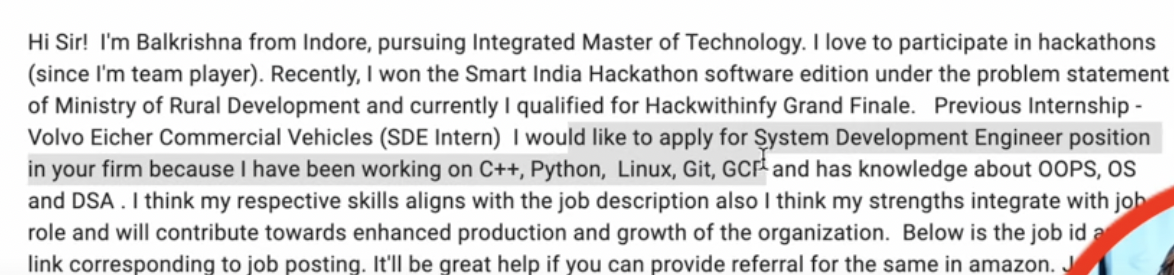 Hi Sir!  I'm Balkrishna from Indore, pursuing Integrated Master of Technology. I love to participate in hackathons
(since I'm team player). Recently, I won the Smart India Hackathon software edition under the problem statement
of Ministry of Rural Development and currently I qualified for Hackwithinfy Grand Finale.   Previous Internship -
Volvo Eicher Commercial Vehicles (SDE Intern)  I would like to apply for System Development Engineer position
in your firm because I have been working on C++, Python,  Linux, Git, GCP and has knowledge about OOPS, OS
and DSA . I think my respective skills aligns with the job description also I think my strengths integrate with job
role and will contribute towards enhanced production and growth of the organization.  Below is the job id
link corresponding to job posting. It'll be great help if you can provide referral for the same in amazon.